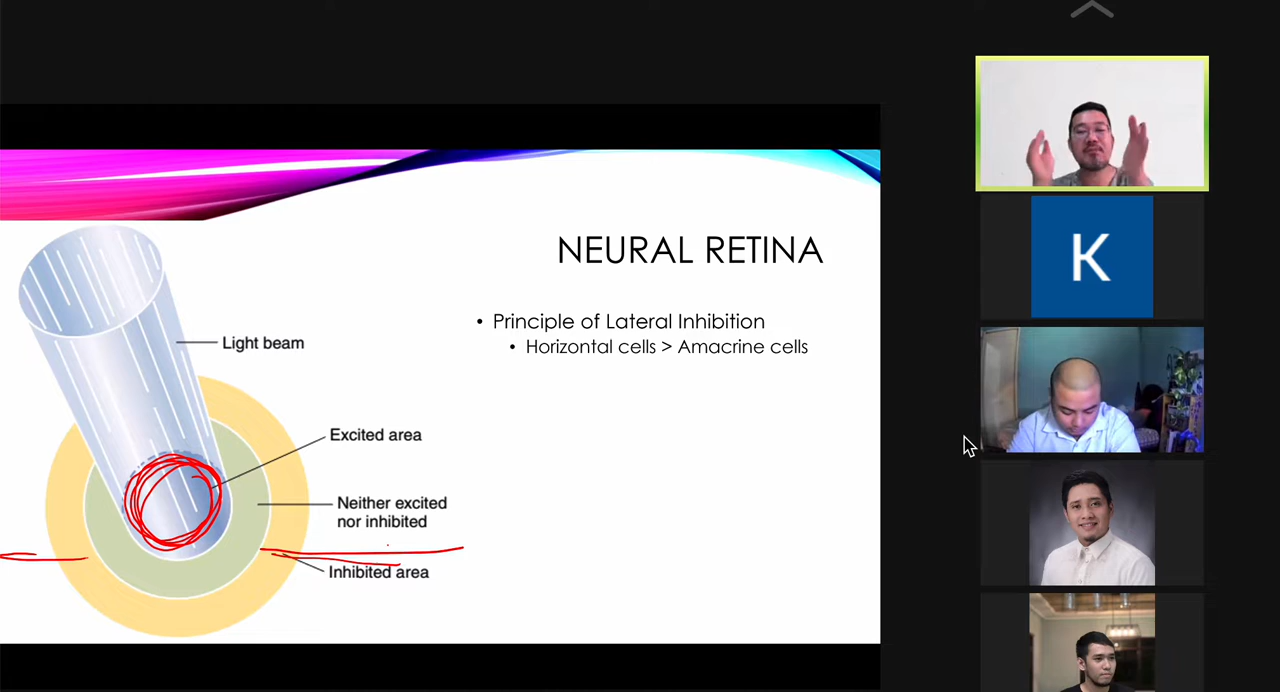 NEURAL RETINA
• Principle of Lateral Inhibition
• Horizontal cells > Amacrine cells
Light beam
Excited area
Neither excited
nor inhibited
Inhibited area
K